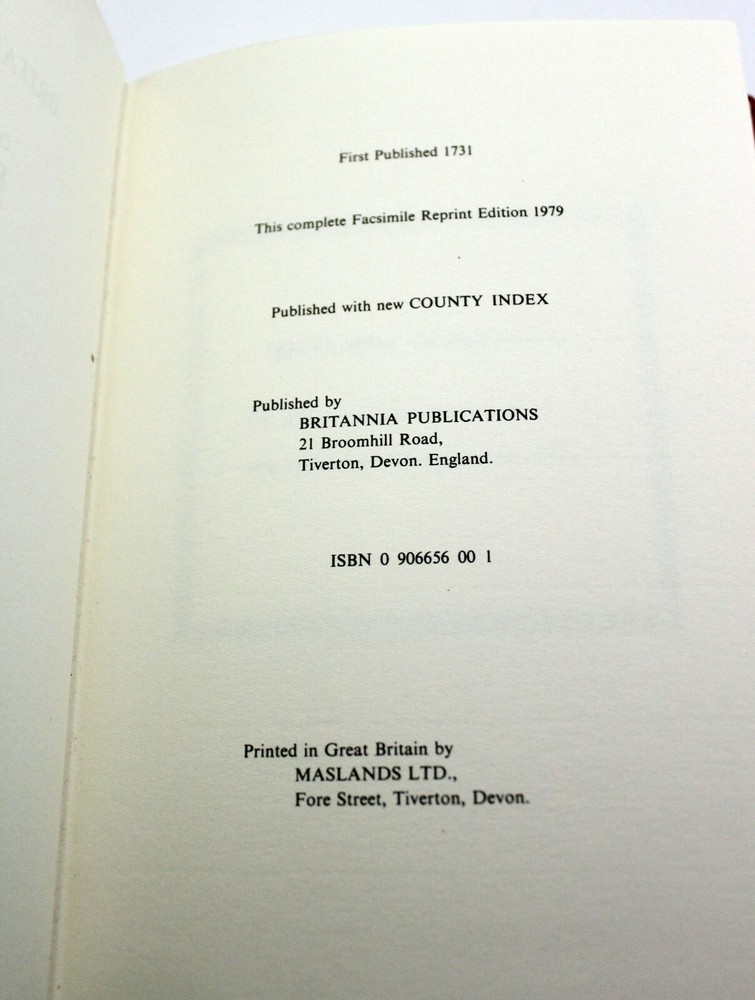 First Published 1731
This complete Facsimile Reprint Edition 1979
Published with new COUNTY INDEX
Published by
BRITANNIA PUBLICATIONS
21 Broomhill Road,
Tiverton, Devon. England.
ISBN 0 906656 00 1
Printed in Great Britain by
MASLANDS LTD.,
Fore Street, Tiverton, Devon.